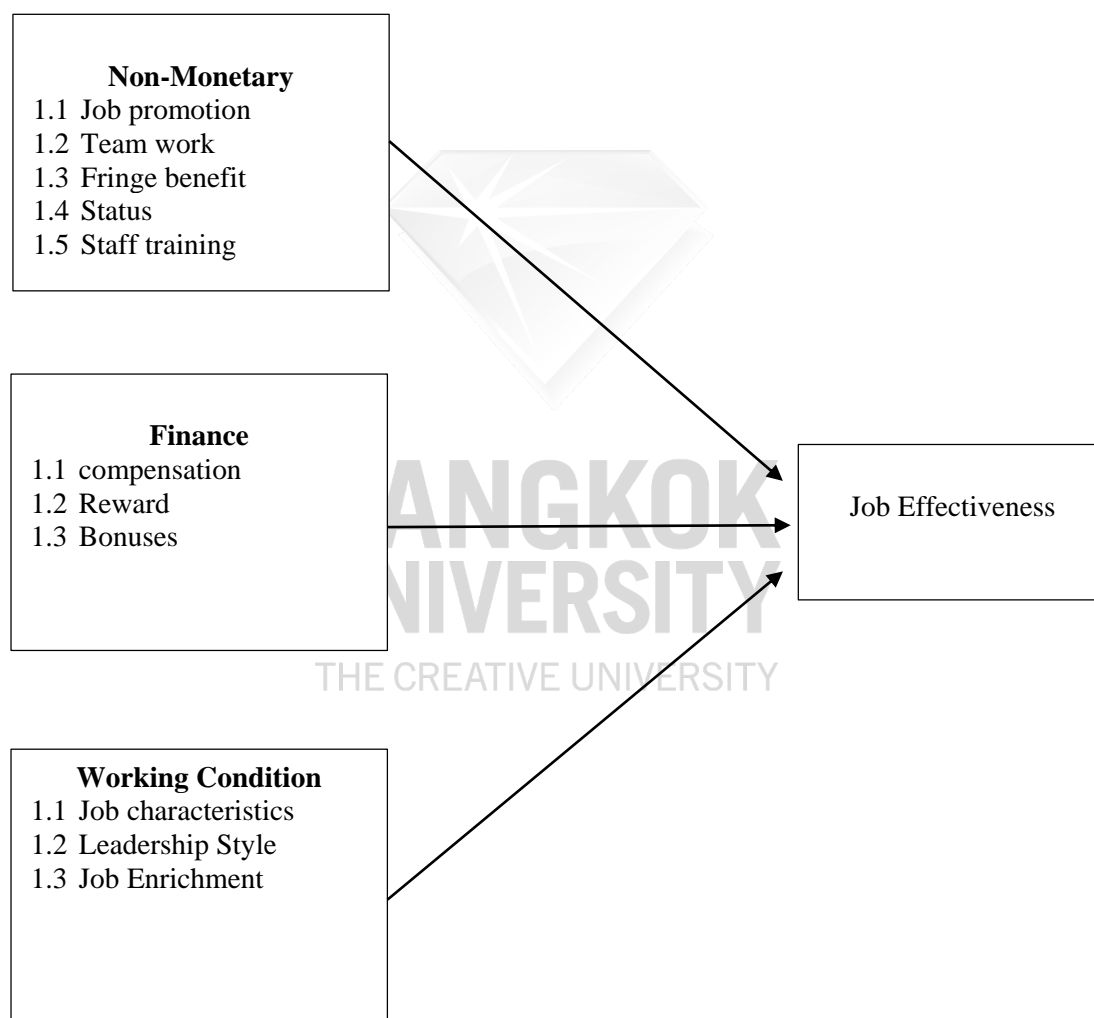 Non-Monetary
1.1 Job promotion
1.2 Team work
1.3 Fringe benefit
1.4 Status
1.5 Staff training
Finance
1.1 compensation
1.2 Reward
1.3 Bonuses
Working Condition
1.1 Job characteristics
1.2 Leadership Style
1.3 Job Enrichment
Job Effectiveness
BANGKOK
UNIVERSITY
THE CREATIVE UNIVERSITY